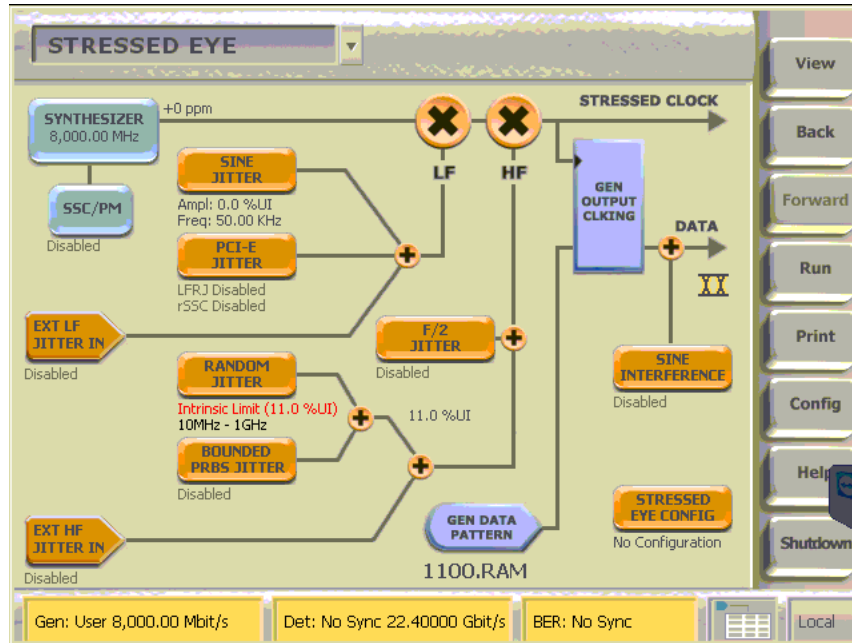 STRESSED EYE
View
Back
Forward
Run
Print
Config
Help
Shutdown
SYNTHESIZER
8,000.00 MHz
+0 ppm
SSC/PM
Disabled
SINE
JITTER
Ampl: 0.0 %UI
Freq: 50.00 KHz
PCI-E
JITTER
LFRJ Disabled
rSSC Disabled
EXT LF
JITTER IN
Disabled
RANDOM
JITTER
Intrinsic Limit (11.0 %UI)
10MHz - 1GHz
BOUNDED
PRBS JITTER
Disabled
EXT HF
JITTER IN
Disabled
LF
HF
F/2
JITTER
Disabled
11.0 %UI
GEN DATA
PATTERN
1100.RAM
STRESSED CLOCK
GEN
OUTPUT
CLKING
DATA
SINE
INTERFERENCE
Disabled
STRESSED
EYE CONFIG
No Configuration
Gen: User 8,000.00 Mbit/s
Det: No Sync 22.40000 Gbit/s
BER: No Sync
Local